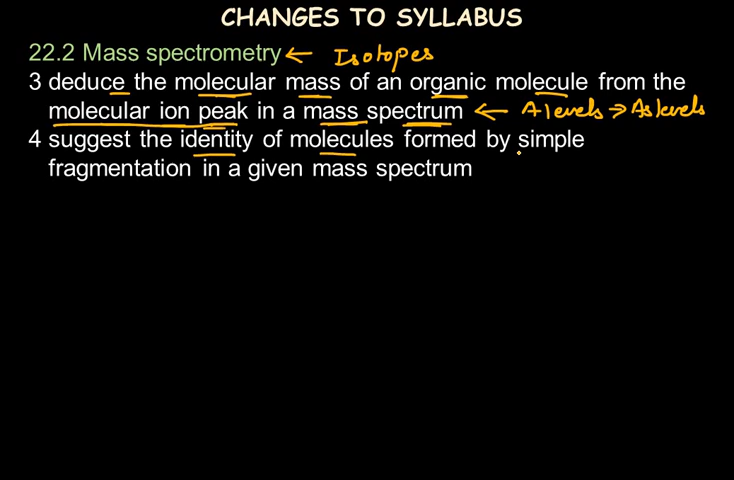 CHANGES TO SYLLABUS
22.2 Mass spectrometry ← Isotopes
3 deduce the molecular mass of an organic molecule from the
molecular ion peak in a mass spectrum ← A levels → As levels
4 suggest the identity of molecules formed by simple
fragmentation in a given mass spectrum